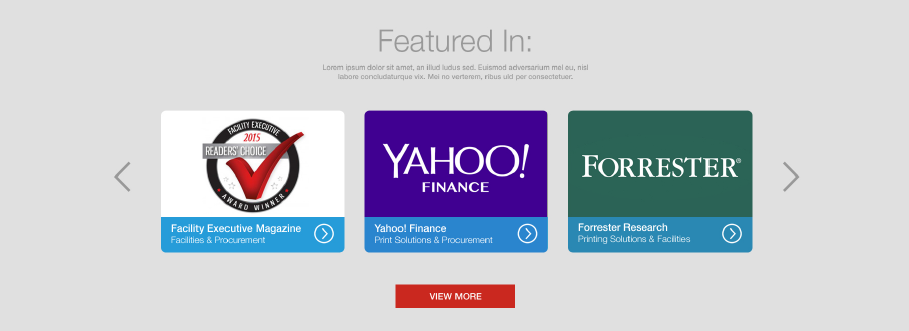 Featured In:
Lorem ipsum dolor sit amet, an illud ludus sed. Euismod adversarium mel eu, nisl
labore concludaturque vix. Mei no verterem, ribus uld per consectetuer.
FACILITY EXECUTIVE
2015
READERS' CHOICE
AWARD WINNER
Facility Executive Magazine
Facilities & Procurement
YAHOO!
FINANCE
Yahoo! Finance
Print Solutions & Procurement
FORRESTER®
Forrester Research
Printing Solutions & Facilities
VIEW MORE